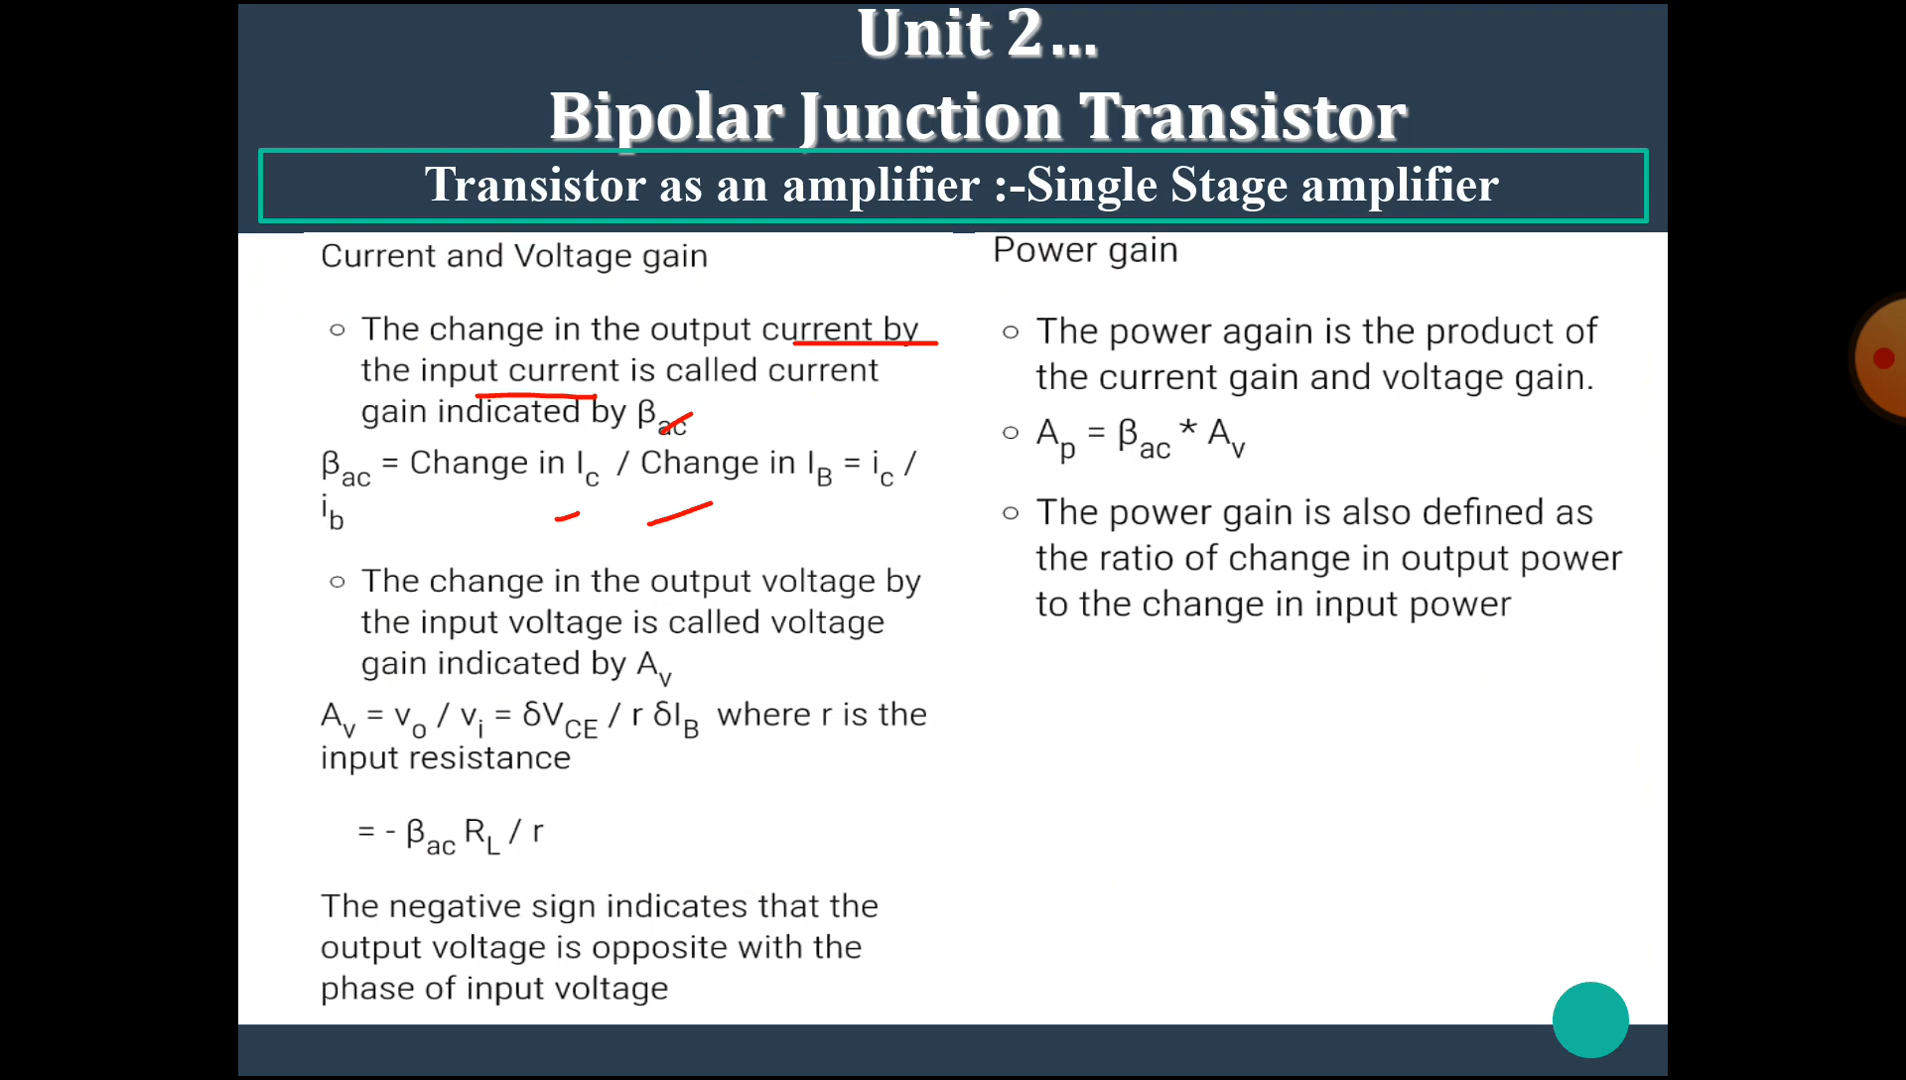 Unit 2...
Bipolar Junction Transistor
Transistor as an amplifier :-Single Stage amplifier
Current and Voltage gain
○ The change in the output current by
the input current is called current
gain indicated by βac
βac = Change in Ic / Change in IB = ic /
ib
○ The change in the output voltage by
the input voltage is called voltage
gain indicated by Av
Av = vo / vi = δVCE / r δIB where r is the
input resistance
= - βac RL / r
The negative sign indicates that the
output voltage is opposite with the
phase of input voltage
Power gain
○ The power again is the product of
the current gain and voltage gain.
○ Ap = βac * Av
○ The power gain is also defined as
the ratio of change in output power
to the change in input power